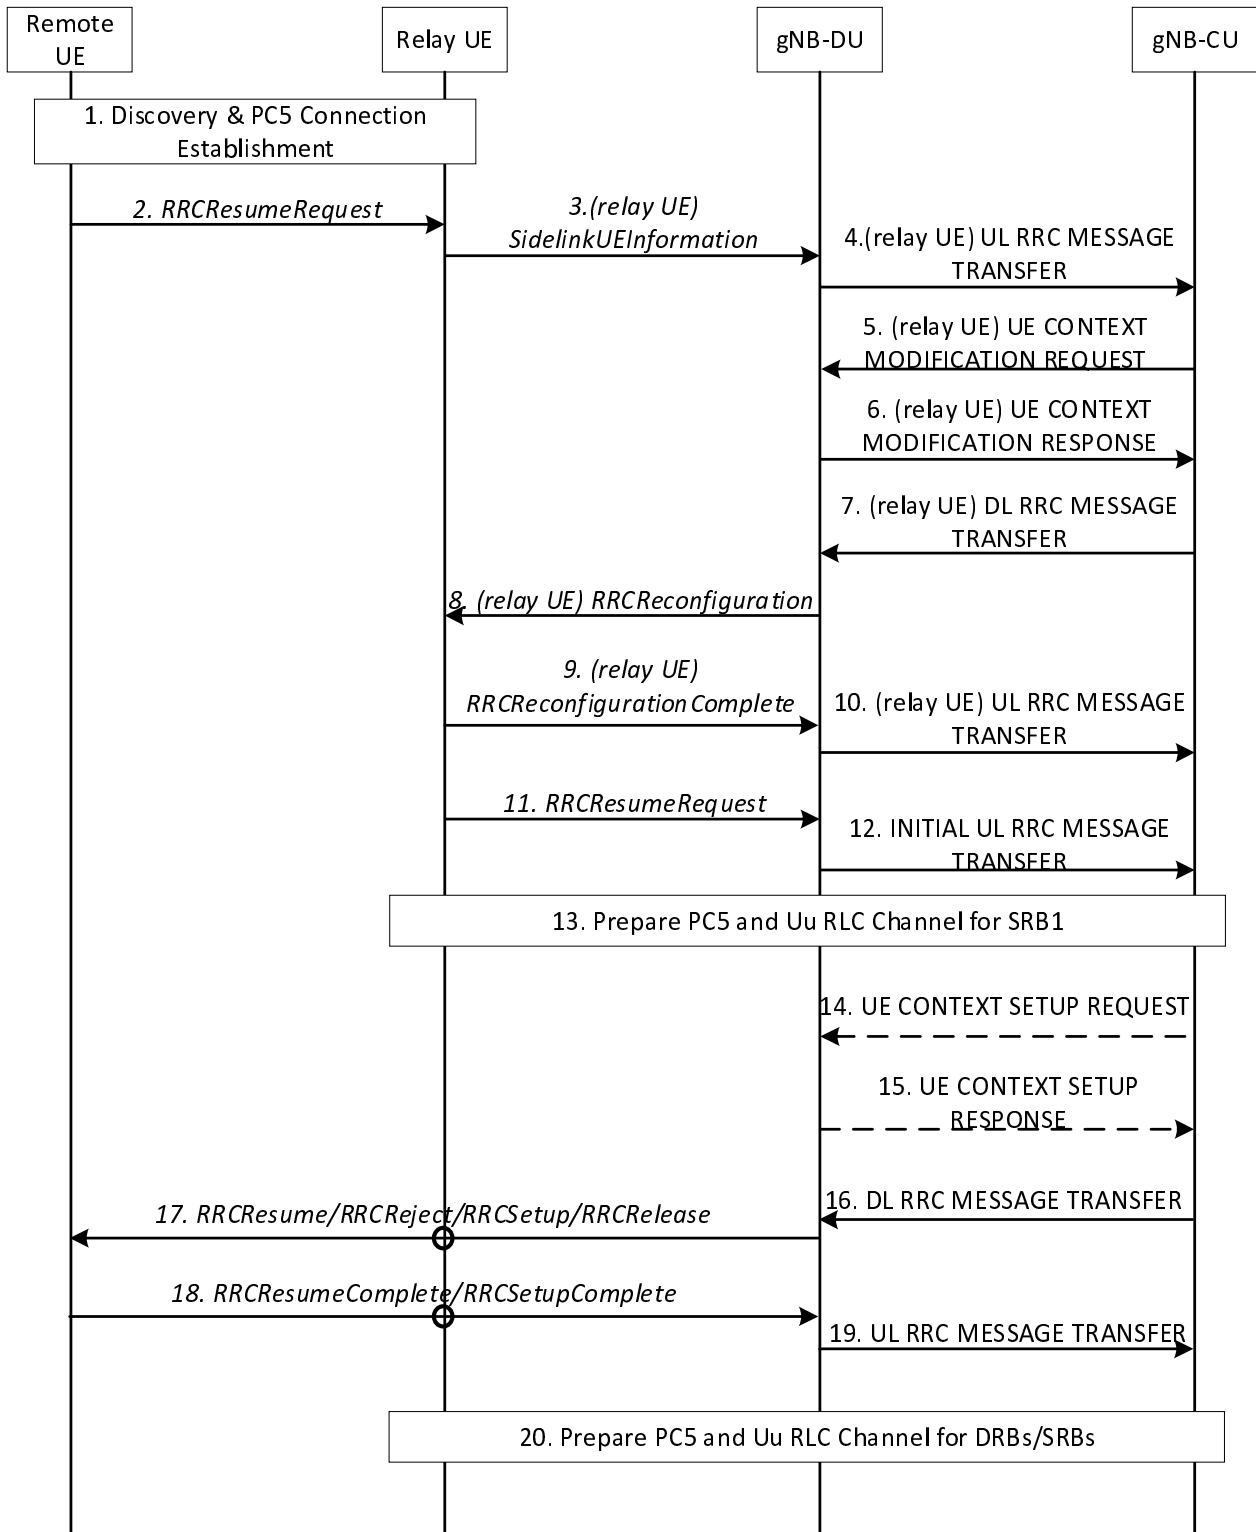 Remote
UE
Relay UE
gNB-DU
gNB-CU
1. Discovery & PC5 Connection
Establishment
2. RRCResumeRequest
3.(relay UE)
SidelinkUEInformation
4.(relay UE) UL RRC MESSAGE
TRANSFER
5. (relay UE) UE CONTEXT
MODIFICATION REQUEST
6. (relay UE) UE CONTEXT
MODIFICATION RESPONSE
7. (relay UE) DL RRC MESSAGE
TRANSFER
8. (relay UE) RRCReconfiguration
9. (relay UE)
RRCReconfigurationComplete
10. (relay UE) UL RRC MESSAGE
TRANSFER
11. RRCResumeRequest
12. INITIAL UL RRC MESSAGE
TRANSFER
13. Prepare PC5 and Uu RLC Channel for SRB1
14. UE CONTEXT SETUP REQUEST
15. UE CONTEXT SETUP
RESPONSE
16. DL RRC MESSAGE TRANSFER
17. RRCResume/RRCReject/RRCSetup/RRCRelease
18. RRCResumeComplete/RRCSetupComplete
19. UL RRC MESSAGE TRANSFER
20. Prepare PC5 and Uu RLC Channel for DRBs/SRBs